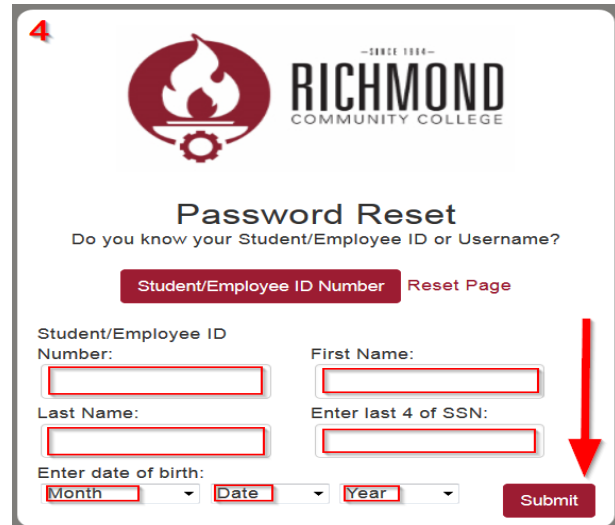 4
–SINCE 1964–
RICHMOND
COMMUNITY COLLEGE
Password Reset
Do you know your Student/Employee ID or Username?
Student/Employee ID Number Reset Page
Student/Employee ID
Number: First Name:
Last Name: Enter last 4 of SSN:
Enter date of birth:
Month Date Year
Submit